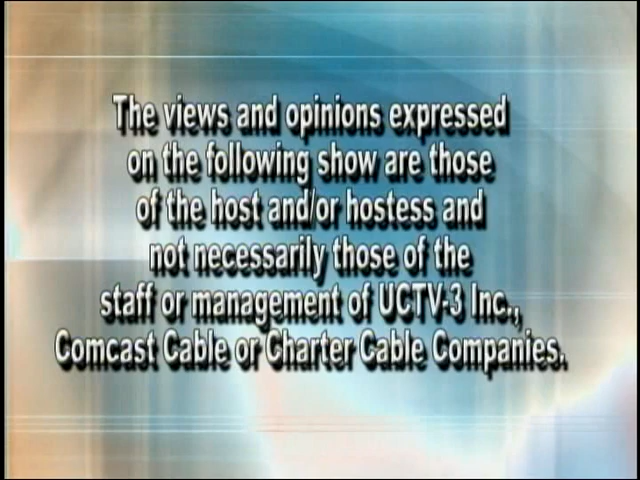 The views and opinions expressed
on the following show are those
of the host and/or hostess and
not necessarily those of the
staff or management of UCTV-3 Inc.,
Comcast Cable or Charter Cable Companies.